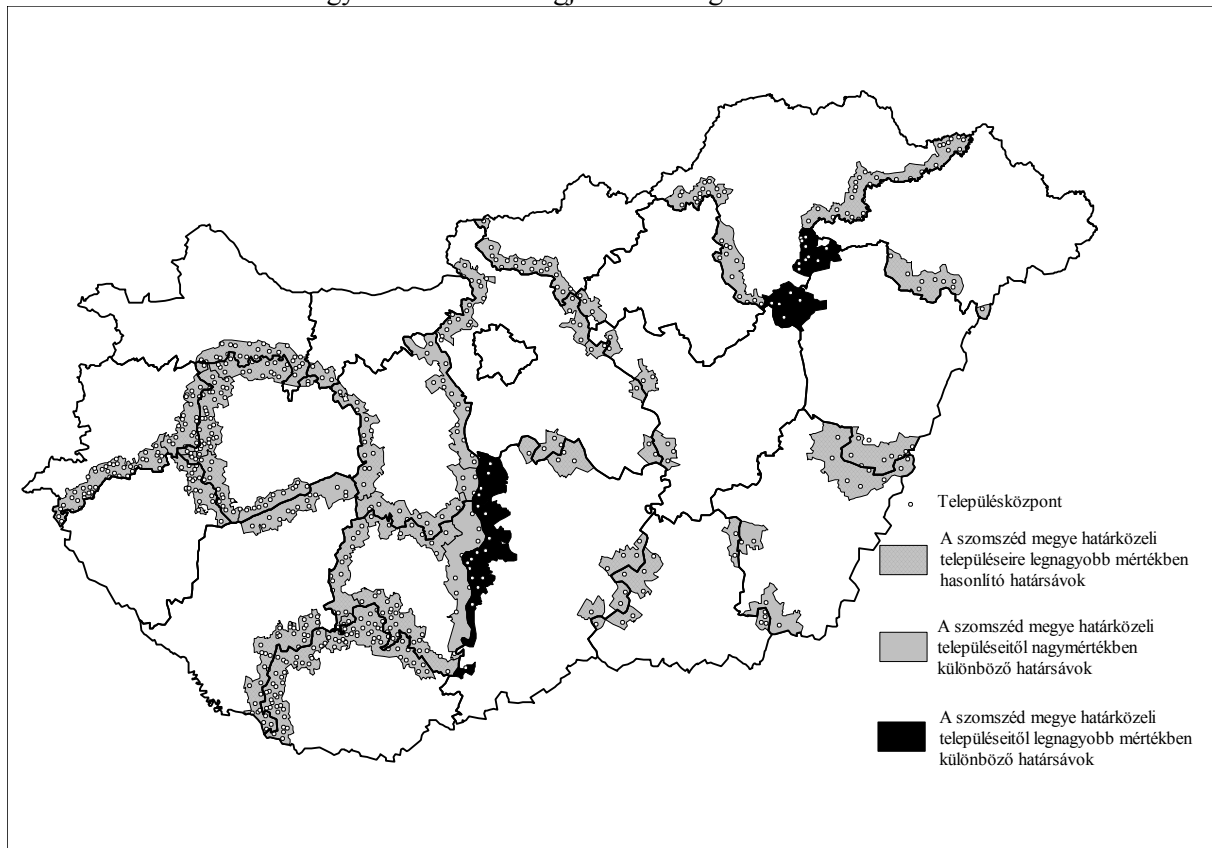 Településközpont
A szomszéd megye határközeli
településeire legnagyobb mértékben
hasonlító határsávok
A szomszéd megye határközeli
településeitől nagymértékben
különböző határsávok
A szomszéd megye határközeli
településeitől legnagyobb mértékben
különböző határsávok